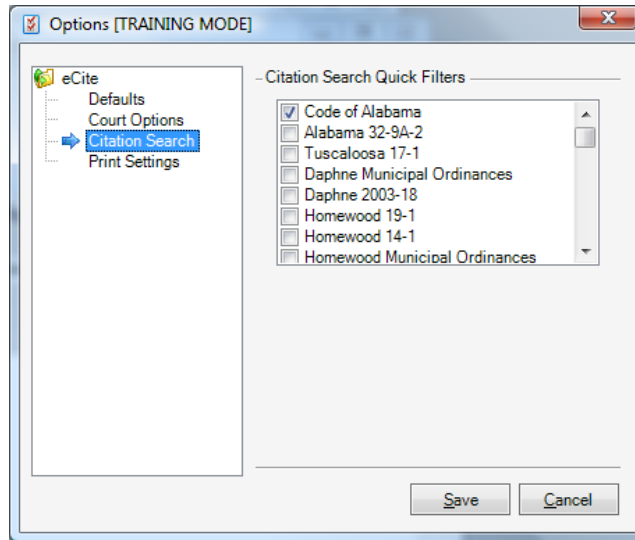 Options [TRAINING MODE]
eCite
Defaults
Court Options
Citation Search
Print Settings
Citation Search Quick Filters
Code of Alabama
Alabama 32-9A-2
Tuscaloosa 17-1
Daphne Municipal Ordinances
Daphne 2003-18
Homewood 19-1
Homewood 14-1
Homewood Municipal Ordinances
Save Cancel